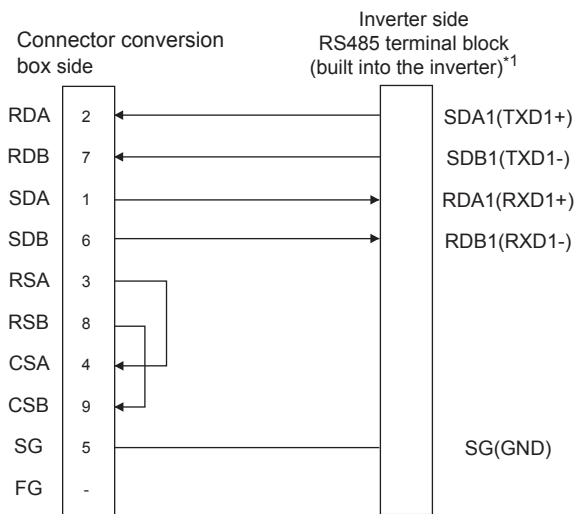 Connector conversion
box side
Inverter side
RS485 terminal block
(built into the inverter)*1
RDA 2 SDA1(TXD1+)
RDB 7 SDB1(TXD1-)
SDA 1 RDA1(RXD1+)
SDB 6 RDB1(RXD1-)
RSA 3
RSB 8
CSA 4
CSB 9
SG 5 SG(GND)
FG -